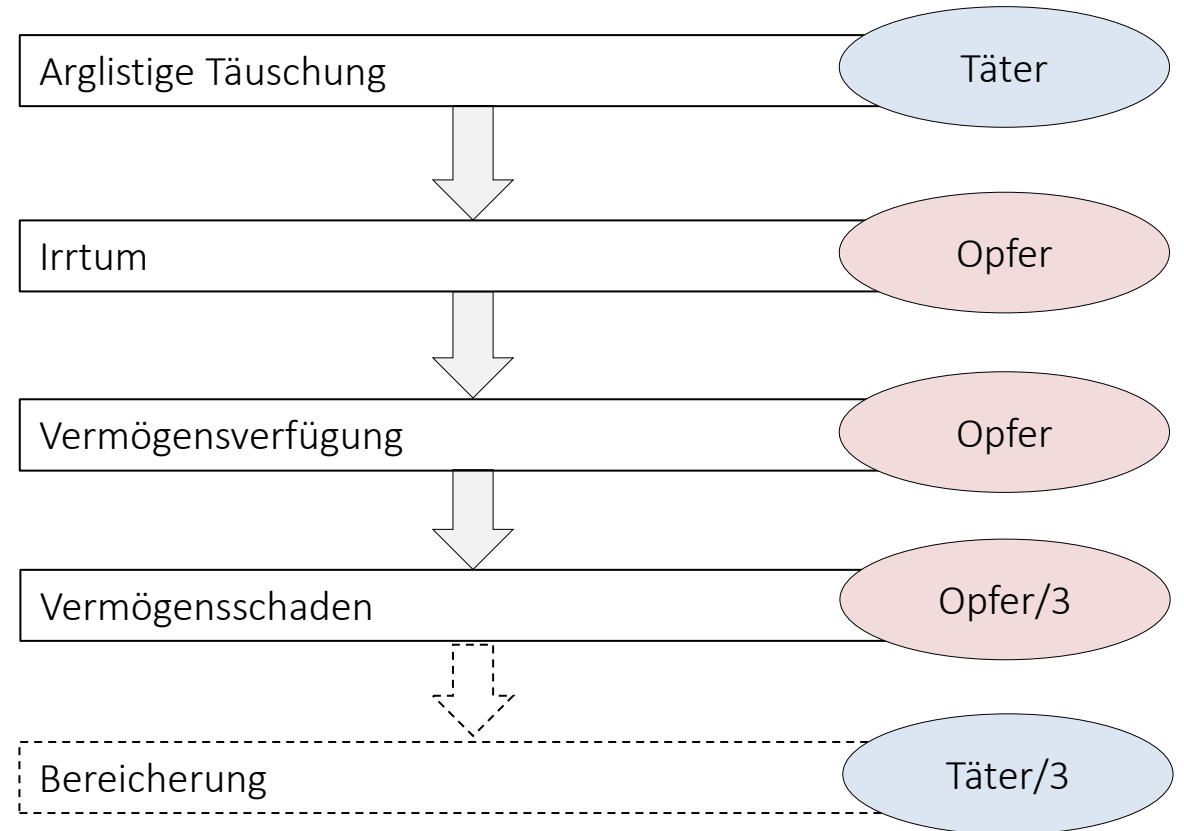 Arglistige Täuschung
Täter
Irrtum
Opfer
Vermögensverfügung
Opfer
Vermögensschaden
Opfer/3
Bereicherung
Täter/3